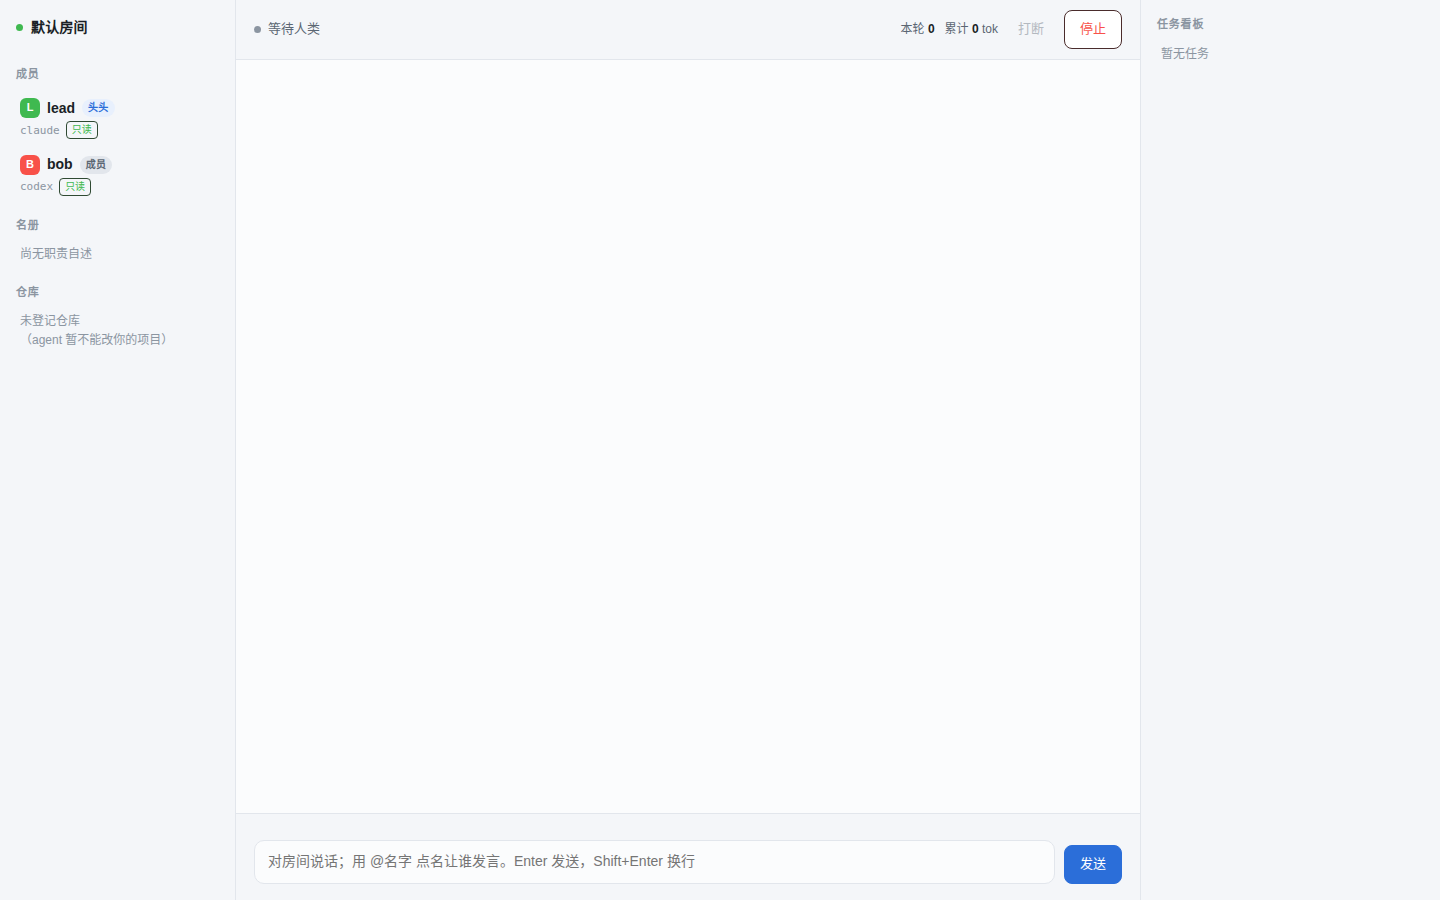 默认房间
成员
L lead 头头
claude 只读
B bob 成员
codex 只读
名册
尚无职责自述
仓库
未登记仓库
（agent 暂不能改你的项目）
等待人类
本轮 0 累计 0 tok 打断 停止
对房间说话；用 @名字 点名让谁发言。Enter 发送，Shift+Enter 换行
发送
任务看板
暂无任务